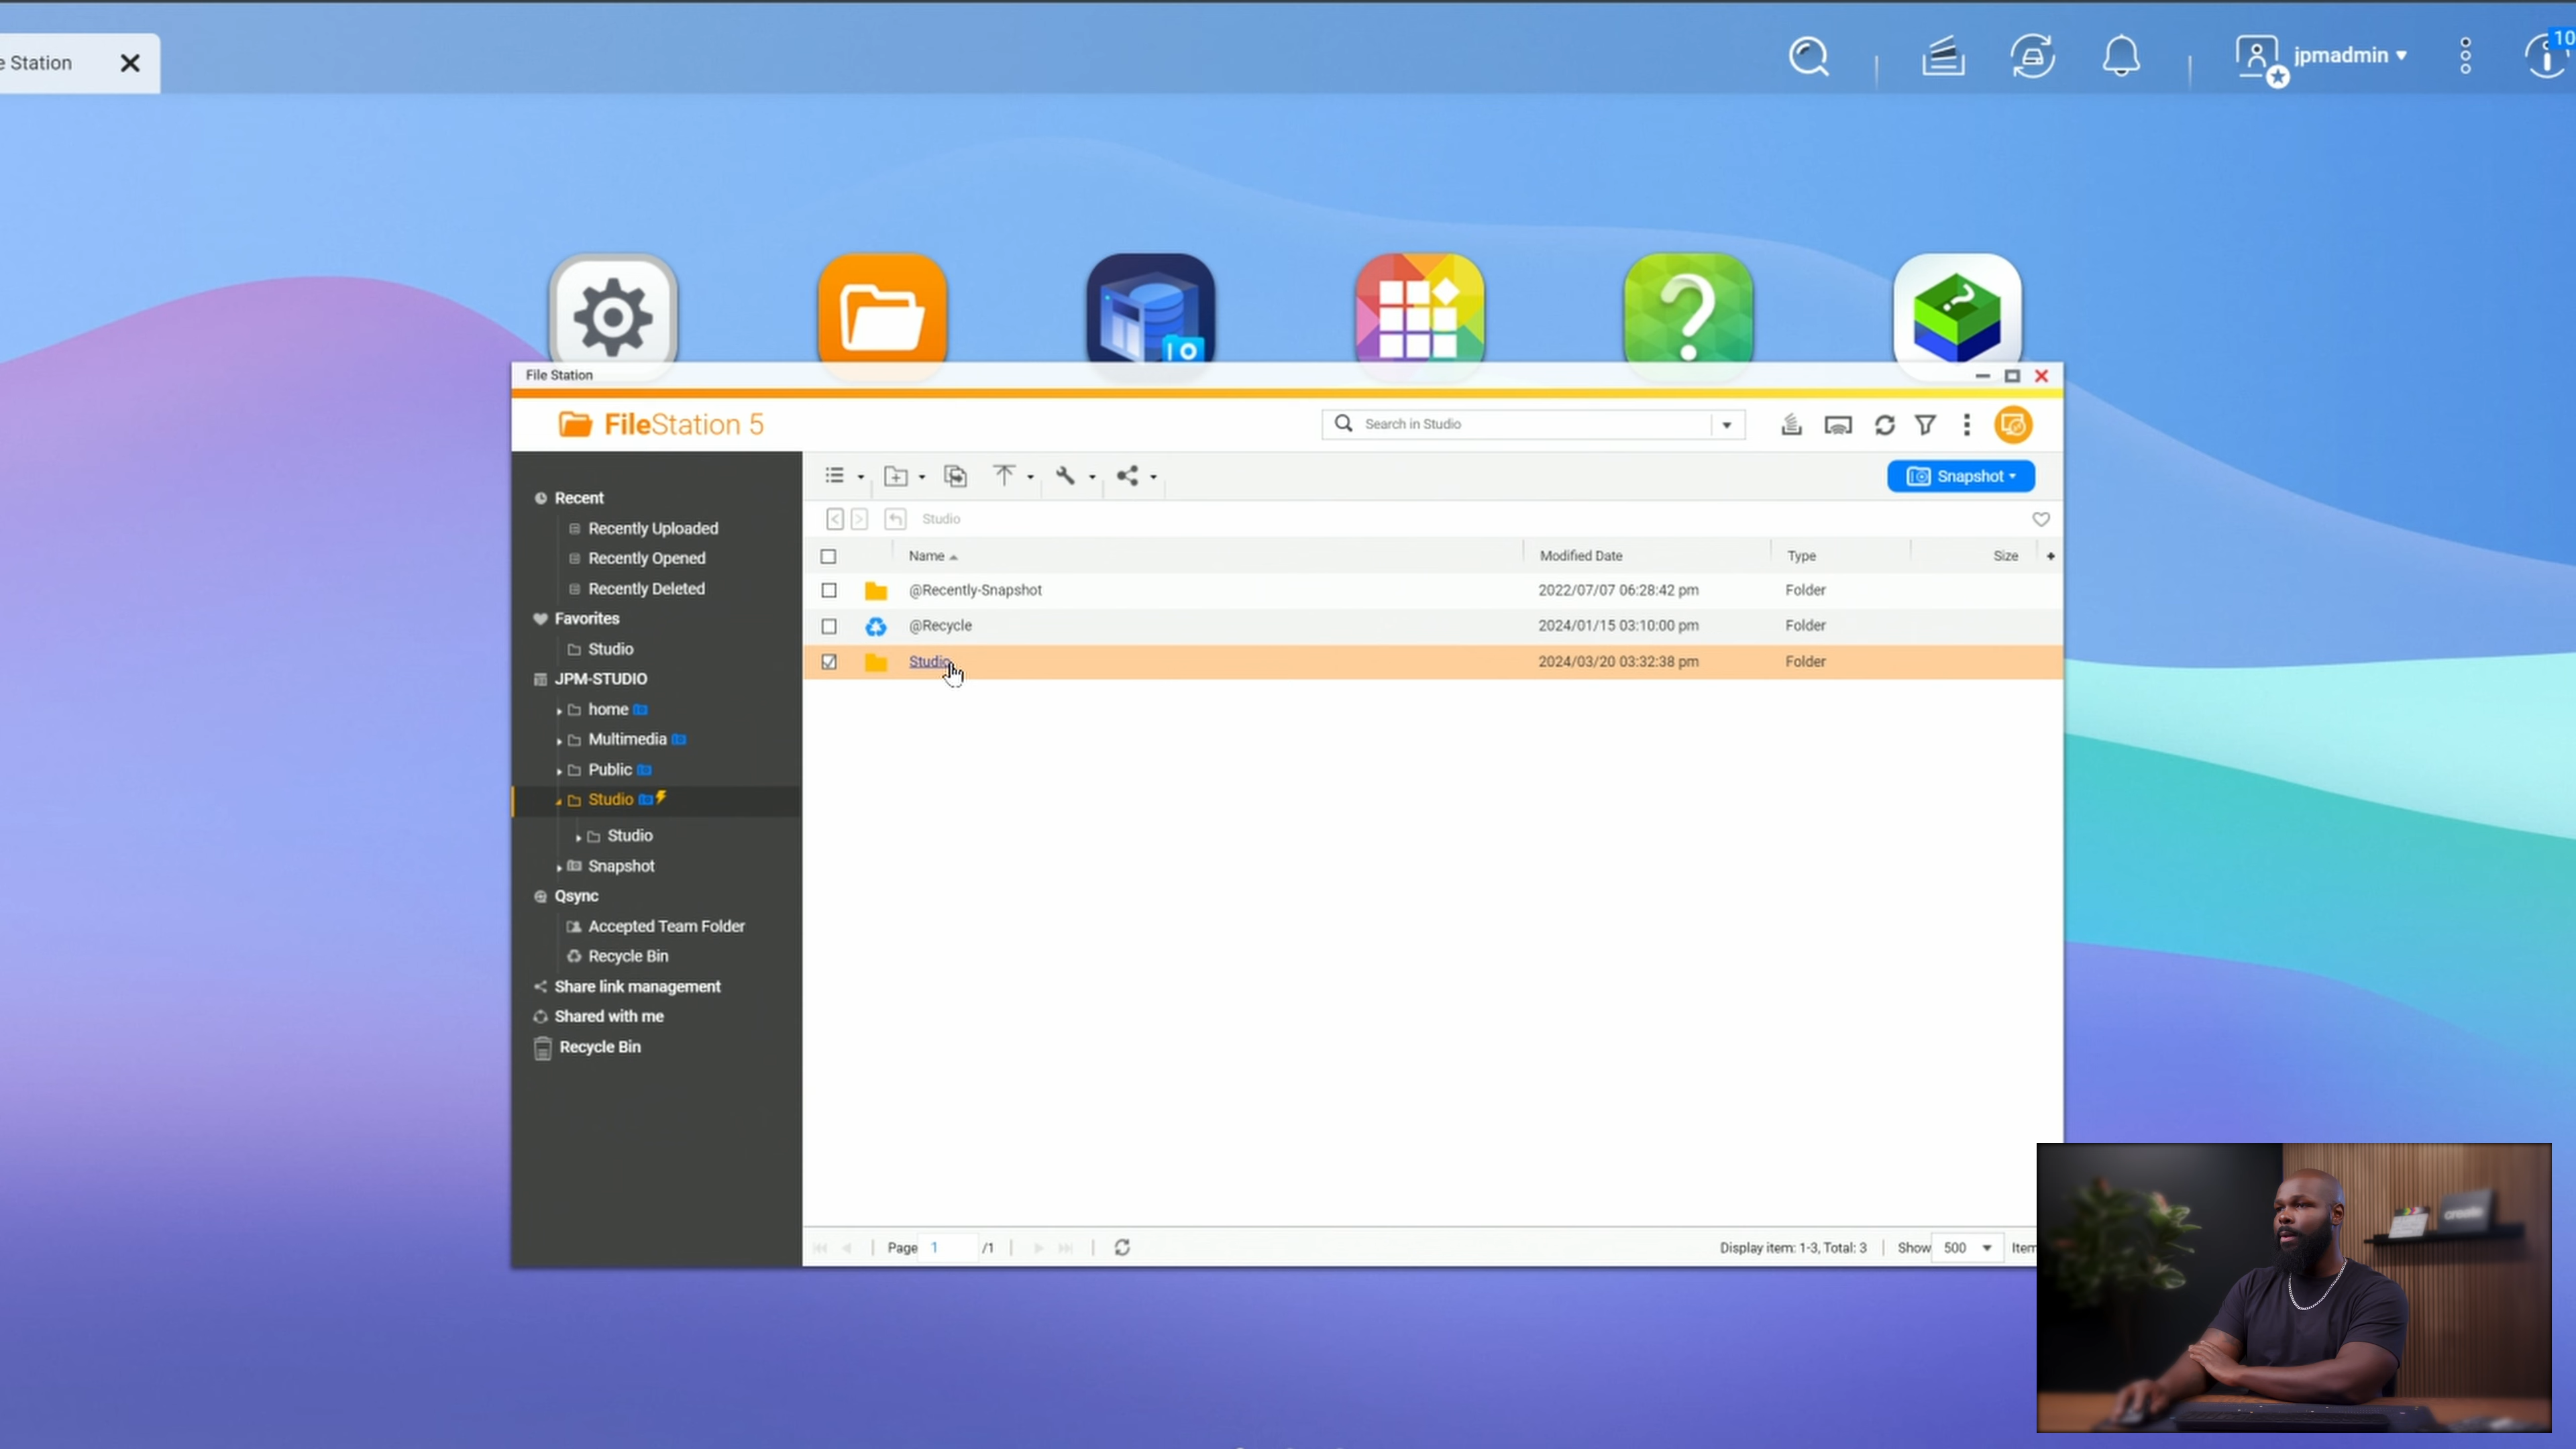 e Station
jpmadmin
10
File Station
FileStation 5
Search in Studio
Snapshot
Studio
Name
Modified Date
Type
Size
@Recently-Snapshot
2022/07/07 06:28:42 pm
Folder
@Recycle
2024/01/15 03:10:00 pm
Folder
Studio
2024/03/20 03:32:38 pm
Folder
Recent
Recently Uploaded
Recently Opened
Recently Deleted
Favorites
Studio
JPM-STUDIO
home
Multimedia
Public
Studio
Studio
Snapshot
Qsync
Accepted Team Folder
Recycle Bin
Share link management
Shared with me
Recycle Bin
Page 1 /1
Display item: 1-3, Total: 3
Show 500 Item
create